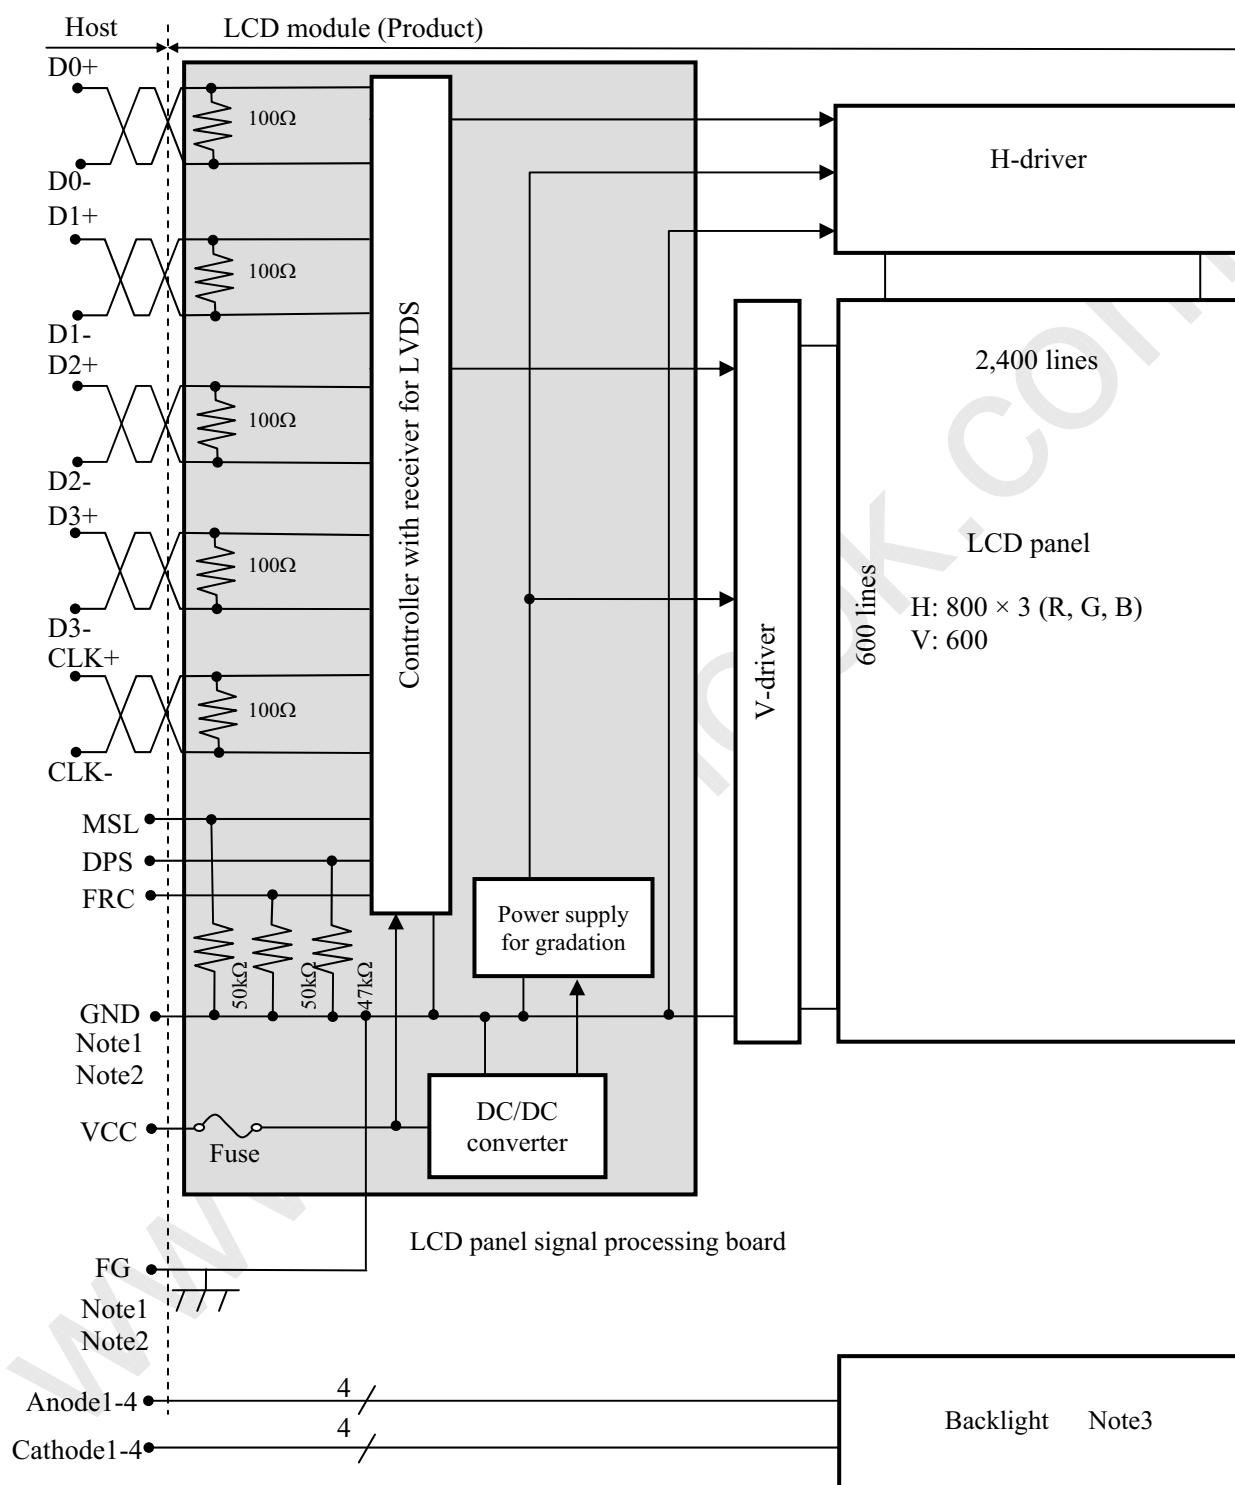 Host
LCD module (Product)
D0+
100Ω
D0-
D1+
100Ω
D1-
D2+
100Ω
D2-
D3+
100Ω
D3-
CLK+
100Ω
CLK-
MSL
DPS
FRC
50kΩ
50kΩ
47kΩ
GND
Note1
Note2
VCC
Fuse
Controller with receiver for LVDS
Power supply
for gradation
DC/DC
converter
LCD panel signal processing board
H-driver
V-driver
2,400 lines
600 lines
LCD panel
H: 800 × 3 (R, G, B)
V: 600
FG
Note1
Note2
Anode1-4
4
Cathode1-4
4
Backlight Note3